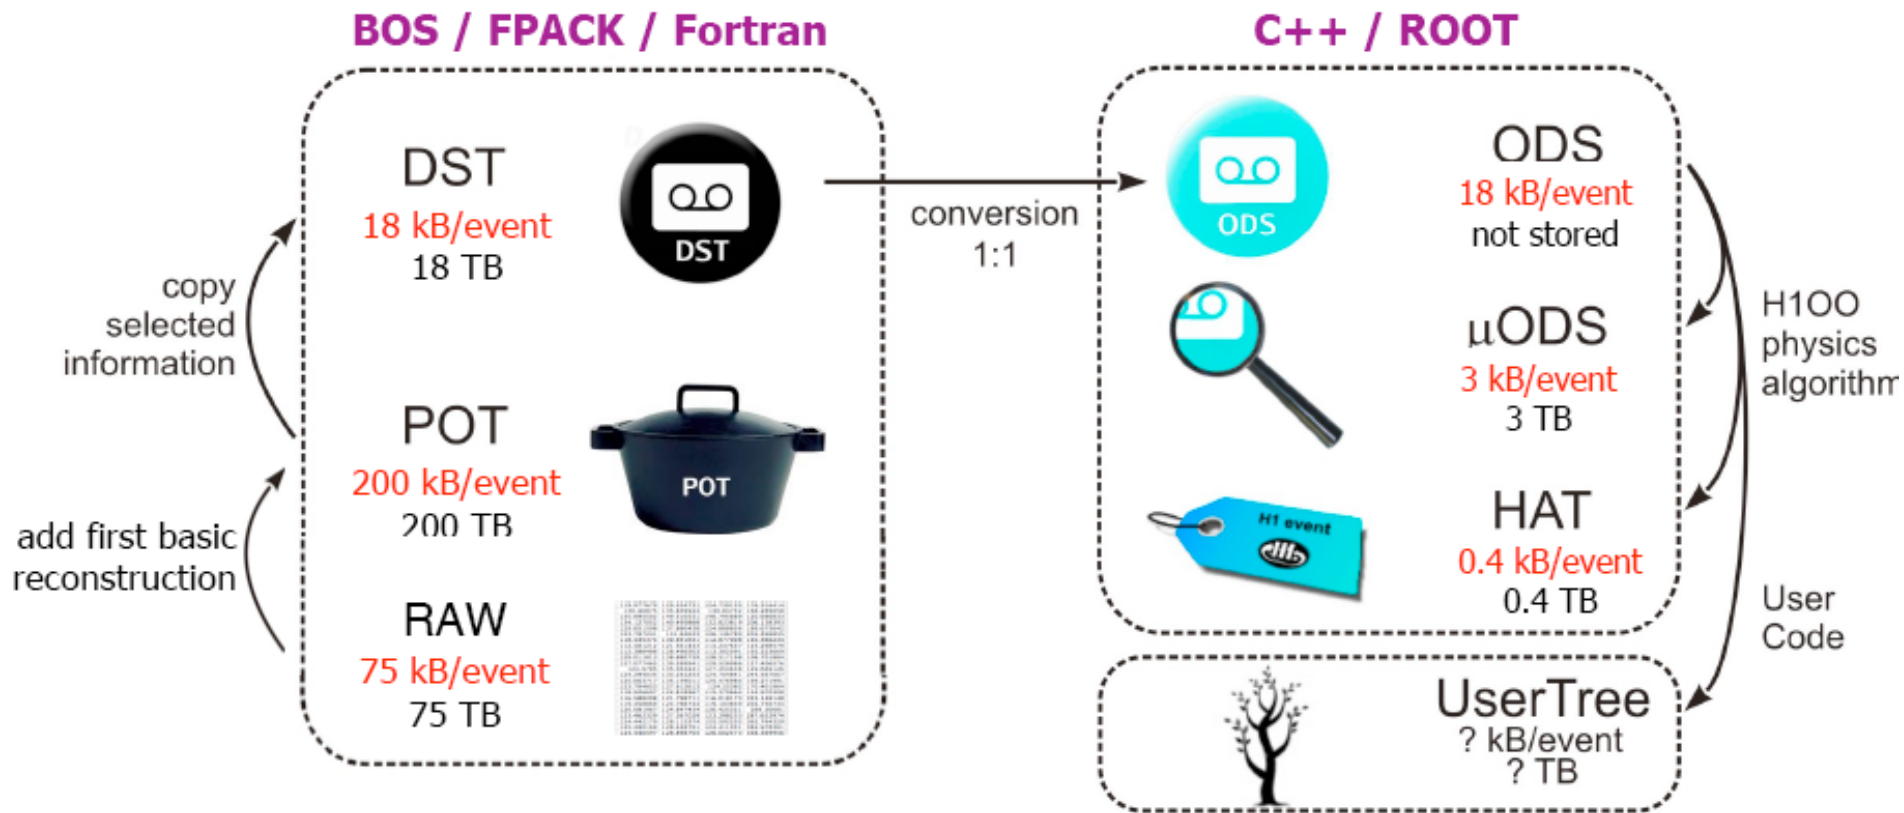 BOS / FPACK / Fortran
DST
18 kB/event
18 TB
DST
copy
selected
information
POT
200 kB/event
200 TB
POT
add first basic
reconstruction
RAW
75 kB/event
75 TB
conversion
1:1
C++ / ROOT
ODS
ODS
18 kB/event
not stored
μODS
3 kB/event
3 TB
H1OO
physics
algorithm
H1 event
HAT
0.4 kB/event
0.4 TB
User
Code
UserTree
? kB/event
? TB